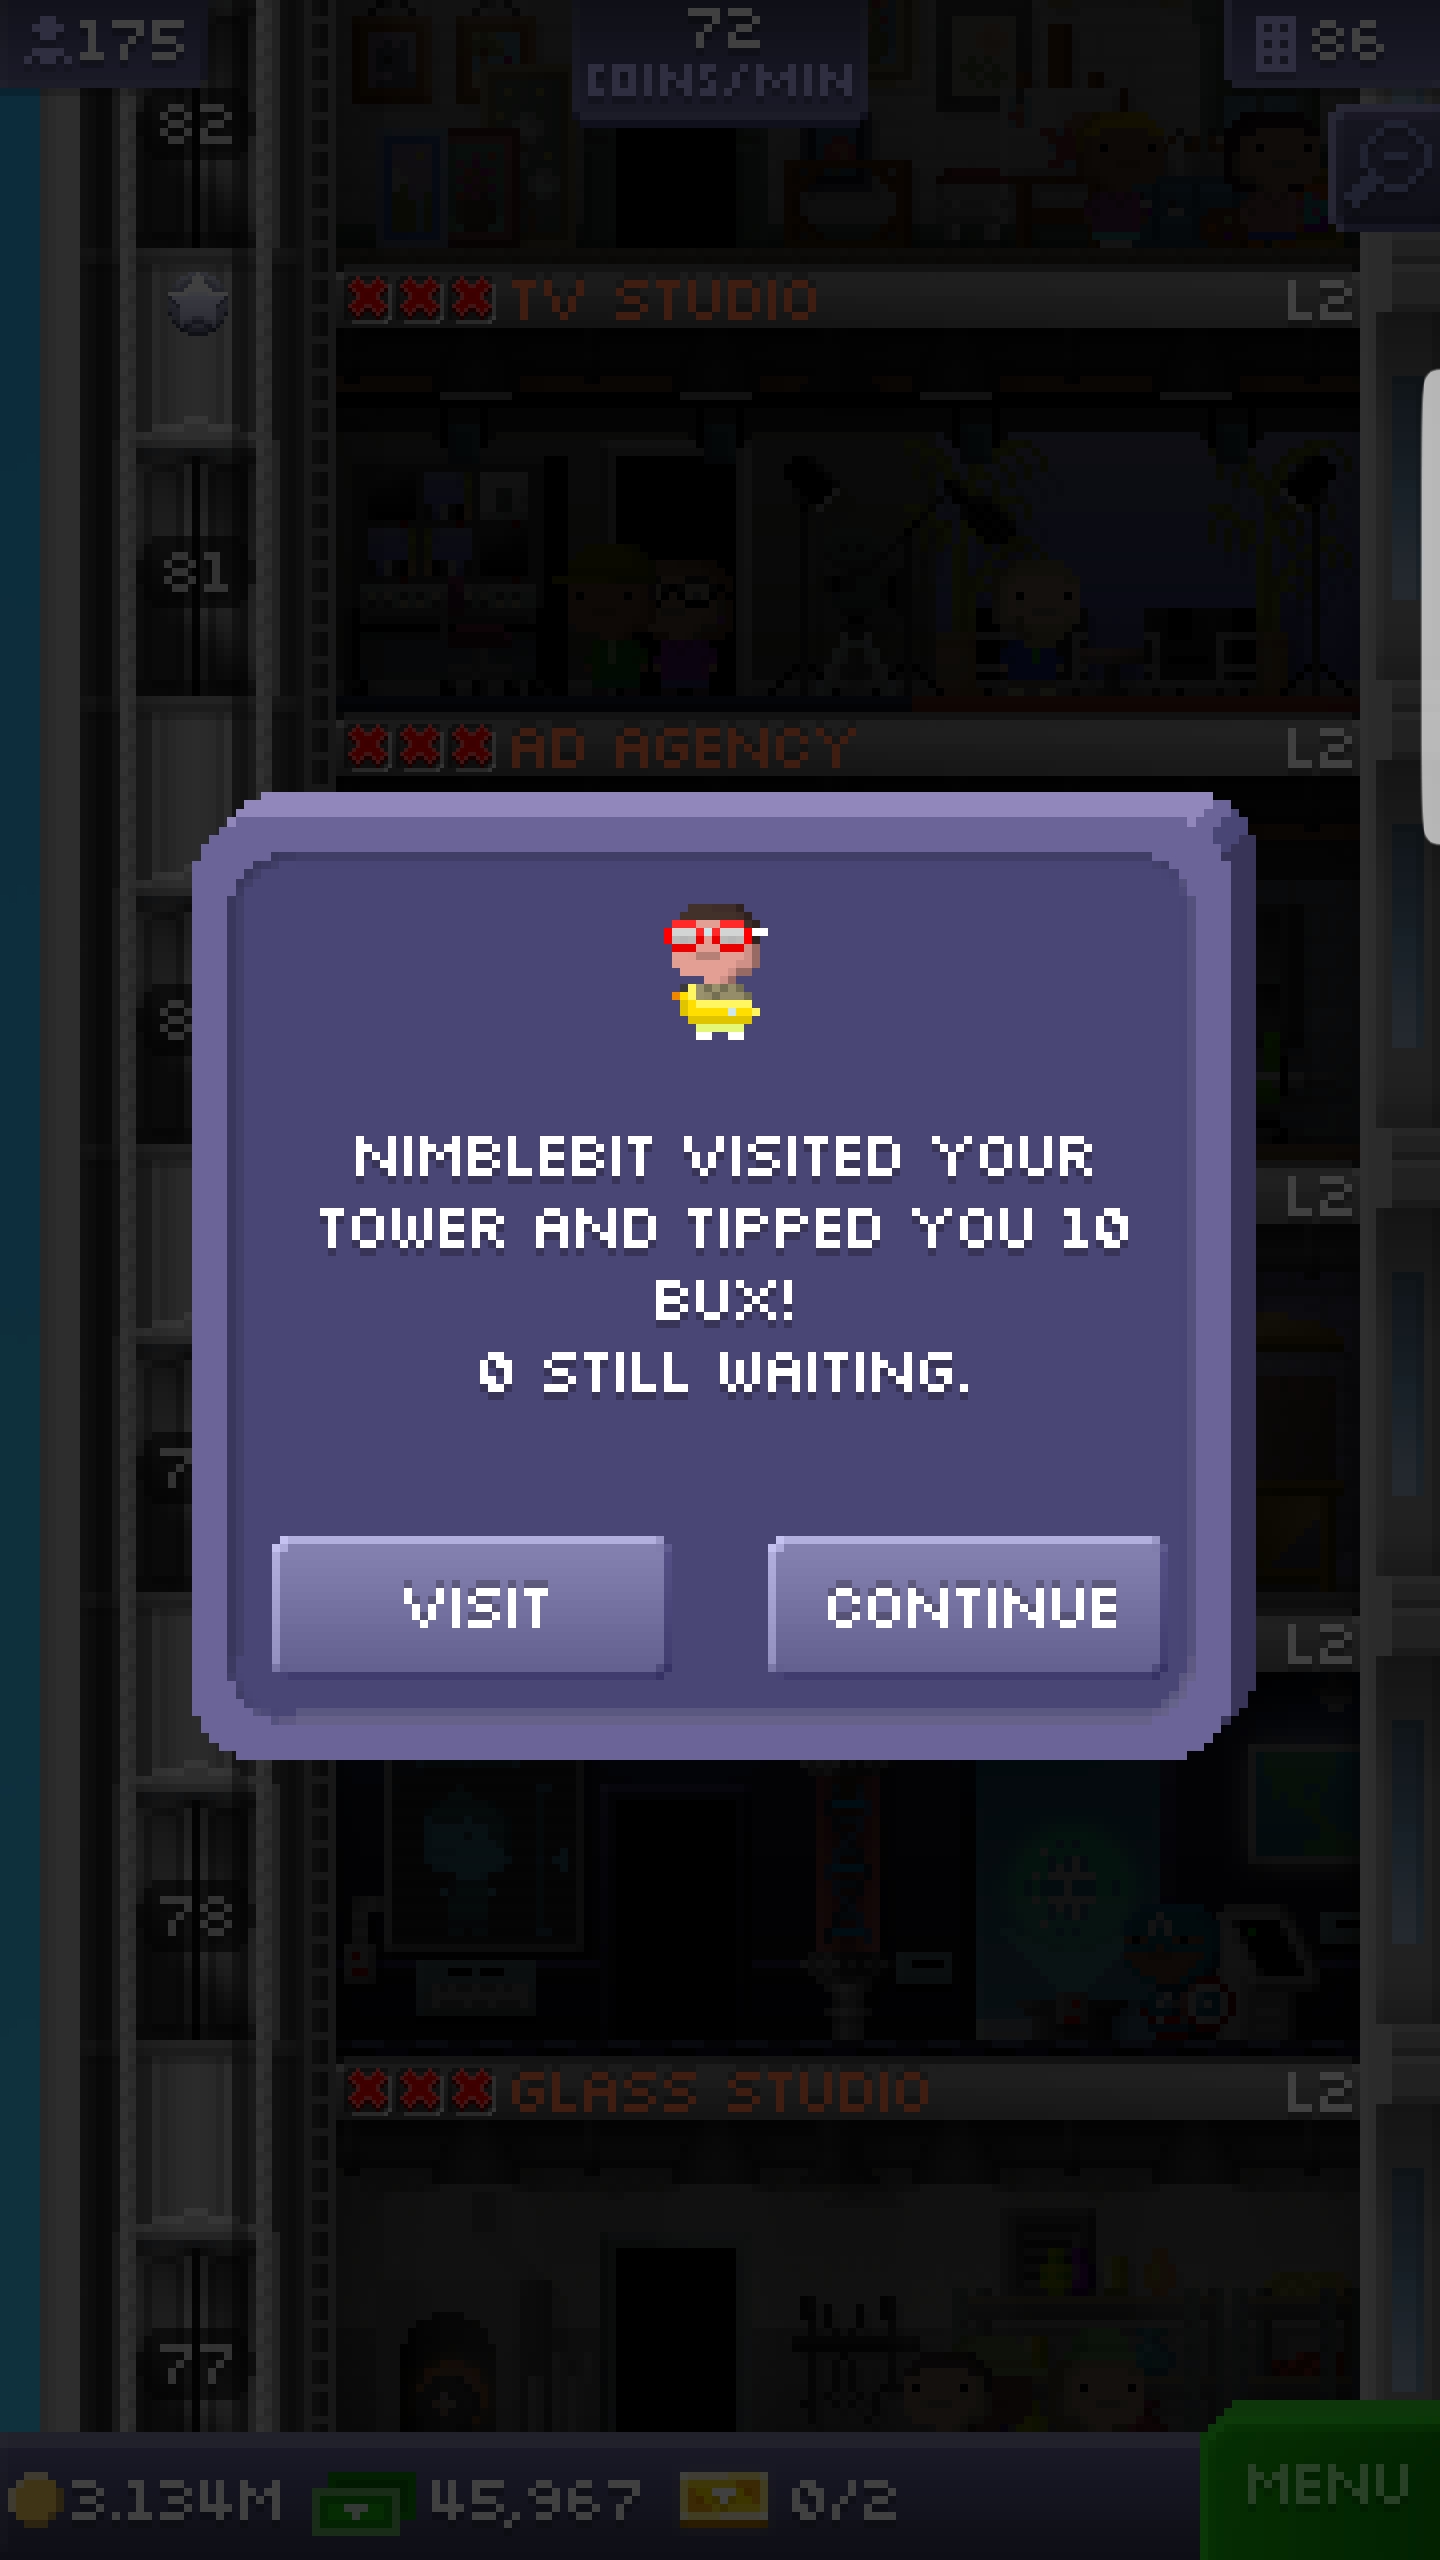 175
72
COINS/MIN
86
82
TV STUDIO L2
81
AD AGENCY L2
NIMBLEBIT VISITED YOUR
TOWER AND TIPPED YOU 10
BUX!
0 STILL WAITING.
L2
VISIT
CONTINUE
L2
78
GLASS STUDIO L2
77
3.134M 45,967 0/2
MENU